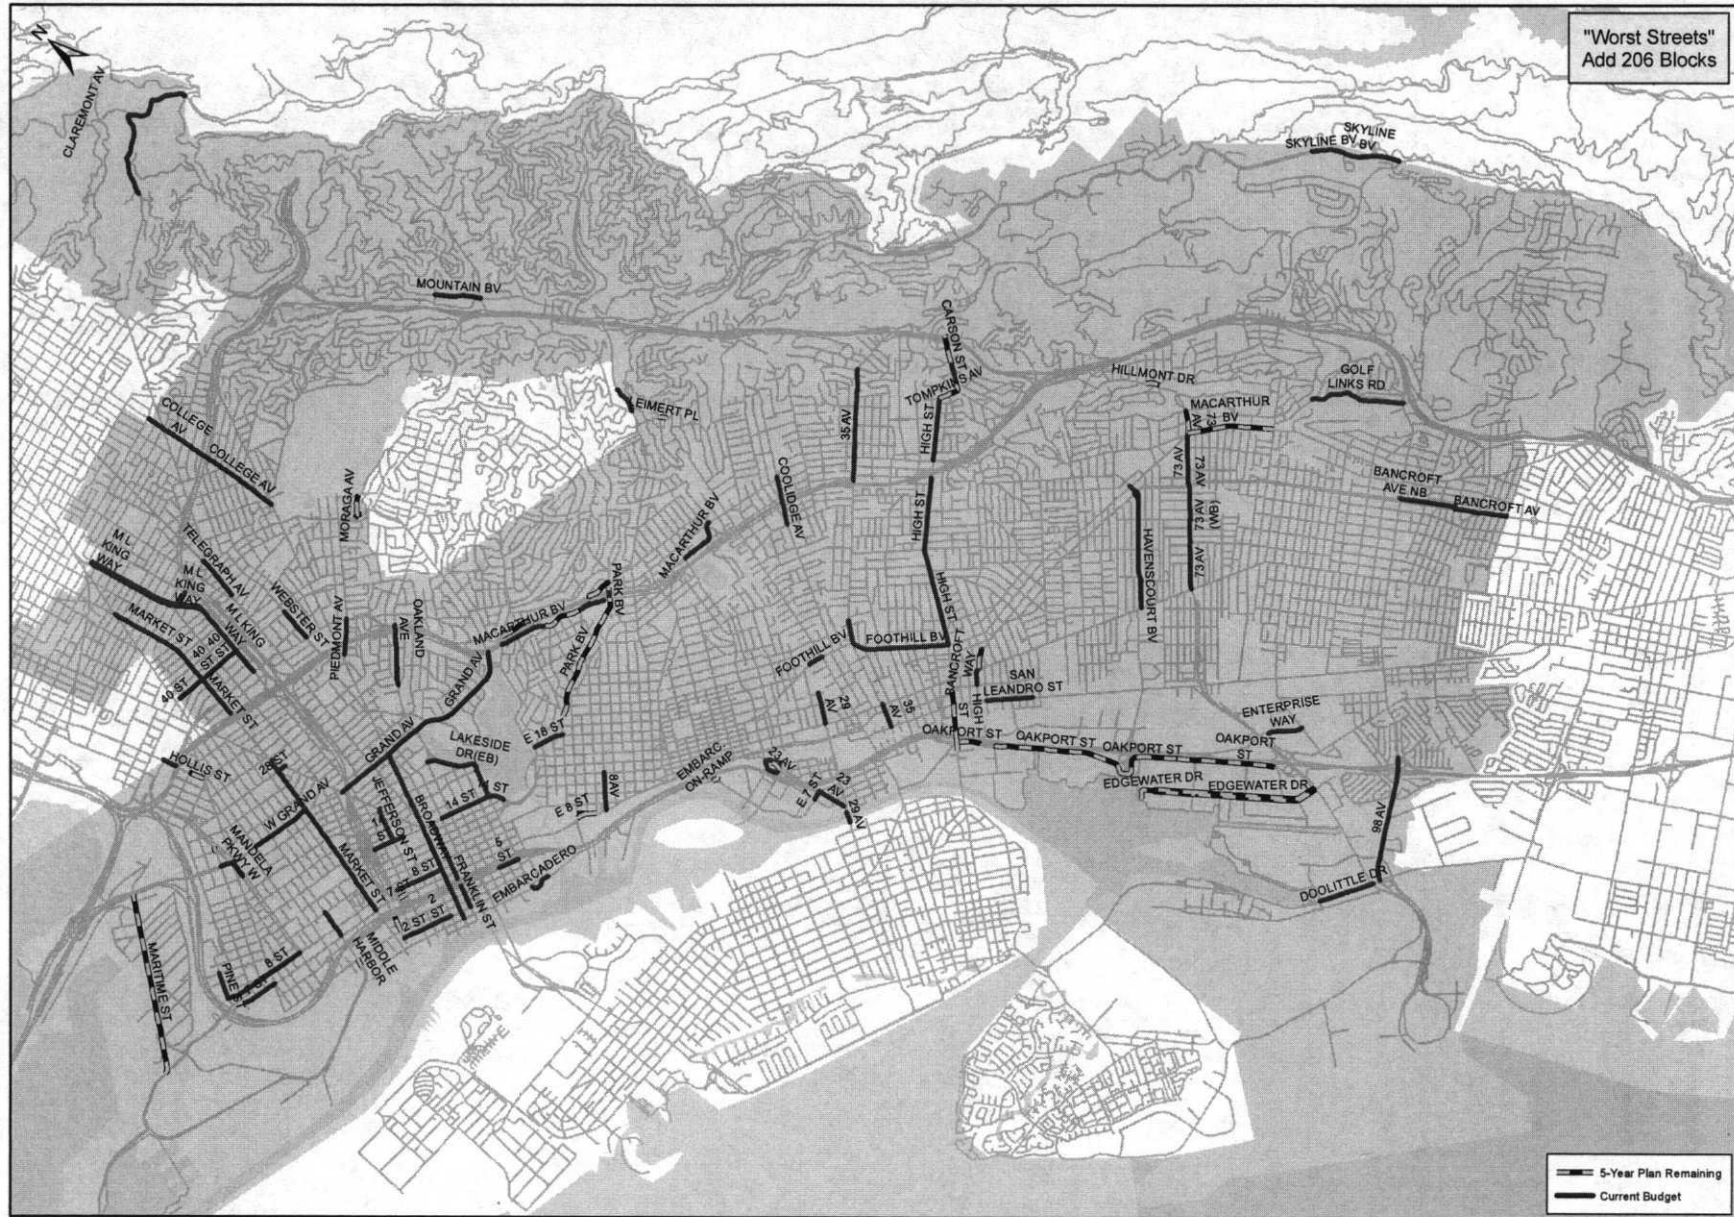 "Worst Streets"
Add 206 Blocks
N
CLAREMONT AV
SKYLINE
SKYLINE BV BV
MOUNTAIN BV
CARSON ST
TOMPKINS AV
HILLMONT DR
GOLF
LINKS RD
LEIMERT PL
35 AV
HIGH ST
MACARTHUR
BV
73
AV
COLLEGE
AV
COLLEGE AV
73 AV
73 AV
73 AV
(WB)
73 AV
BANCROFT
AVE NB
BANCROFT AV
MORAGA AV
COOLIDGE AV
MACARTHUR BV
HIGH ST
HAVENSCOURT BV
M L
KING
WAY
TELEGRAPH AV
M L
KING
WAY
WEBSTER ST
M L KING
WAY
MARKET ST
40
ST
40
ST
40 ST
MARKET ST
PIEDMONT AV
OAKLAND
AVE
MACARTHUR BV
PARK BV
PARK BV
GRAND AV
HIGH ST
FOOTHILL BV
FOOTHILL BV
FOOTHILL BV
BANCROFT
WAY
SAN
LEANDRO ST
HIGH
ST
29
AV
35
AV
E 18 ST
ENTERPRISE
WAY
OAKPORT ST
OAKPORT ST
OAKPORT ST
OAKPORT
ST
HOLLIS ST
28 ST
GRAND AV
LAKESIDE
DR(EB)
EMBARC.
ON-RAMP
23 AV
EDGEWATER DR
EDGEWATER DR
W GRAND AV
JEFFERSON ST
BROADWAY
14 ST
8 AV
E 8 ST
E 7 ST
23
AV
29 AV
98 AV
MANDELA
PKWY W
MARKET ST
7 ST
8 ST
FRANKLIN ST
5
ST
EMBARCADERO
DOOLITTLE DR
2 ST
2
ST
MARITIME ST
PINE ST
8 ST
MIDDLE
HARBOR
5-Year Plan Remaining
Current Budget